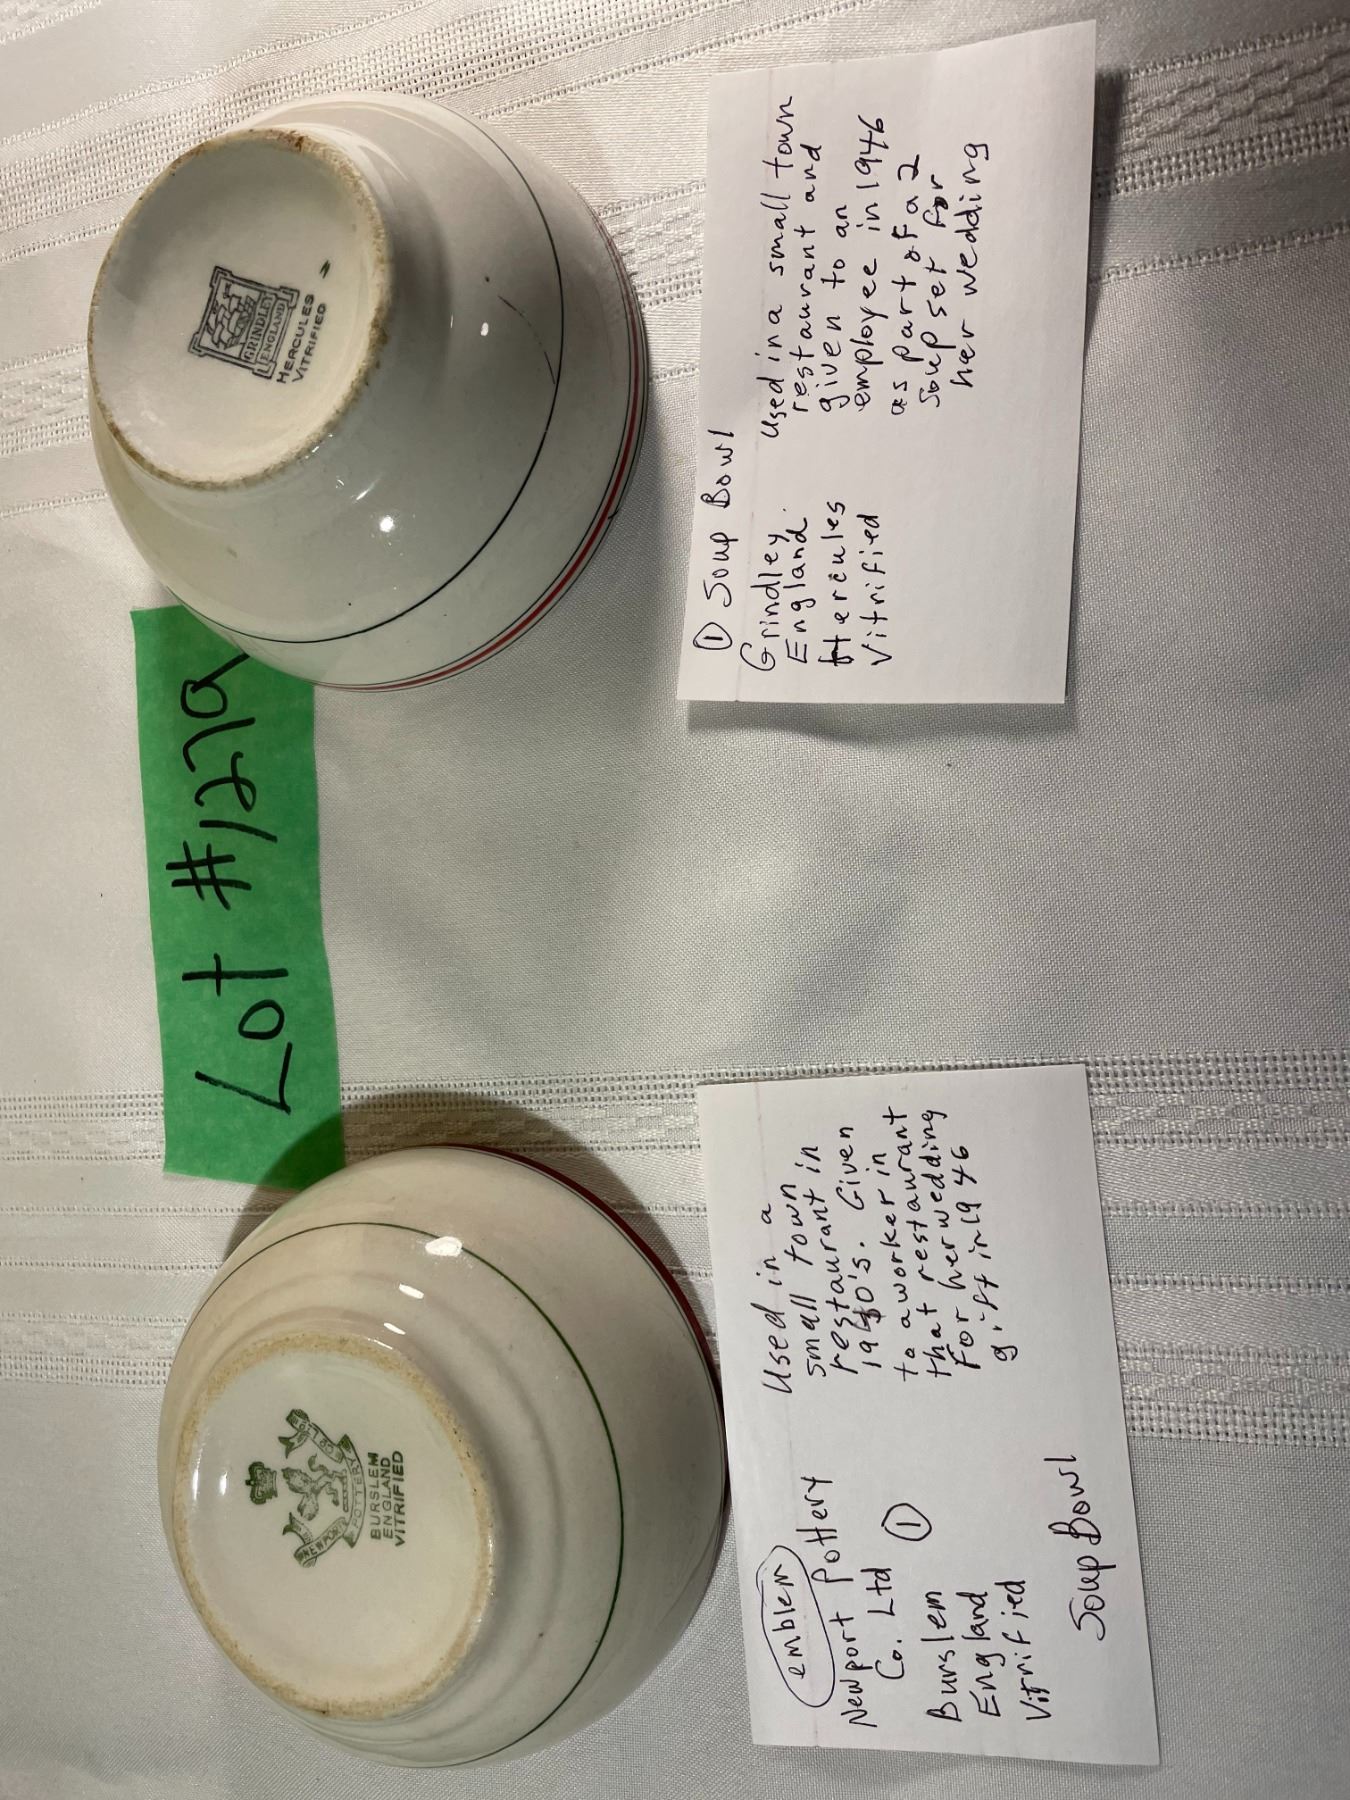 Lot #1279
NEWPORT POTTERY CO LTD
BURSLEM
ENGLAND
VITRIFIED
GRINDLEY
ENGLAND
HERCULES
VITRIFIED
emblem
Newport Pottery
Co. Ltd
①
Burslem
England
Vitrified
Soup Bowl
Used in a
small town
restaurant in
1940's. Given
to a worker in
that restaurant
for her wedding
gift in 1946
① Soup Bowl
Grindley
England
Hercules
Vitrified
Used in a small town
restaurant and
given to an
employee in 1946
as part of a 2
soup set for
her wedding